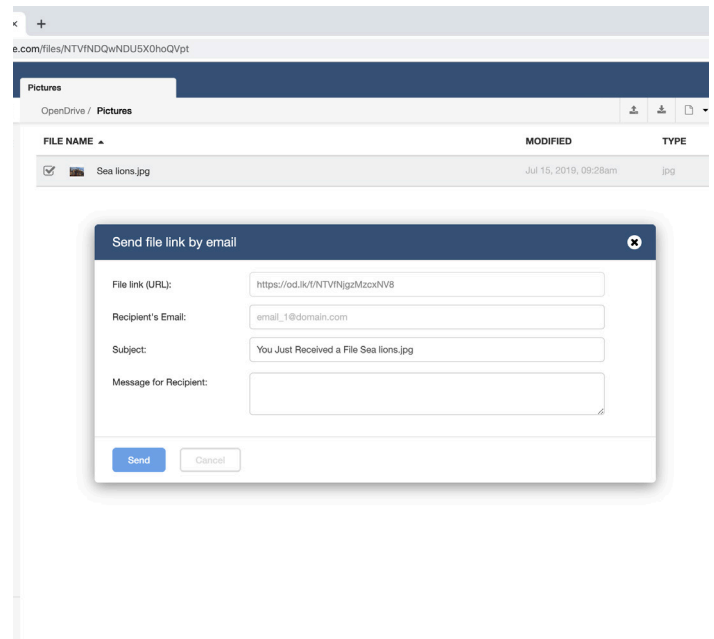 × +
e.com/files/NTVfNDQwNDU5X0hoQVpt
Pictures
OpenDrive / Pictures
FILE NAME MODIFIED TYPE
Sea lions.jpg Jul 15, 2019, 09:28am jpg
Send file link by email
File link (URL): https://od.lk/f/NTVfNjgzMzcxNV8
Recipient's Email: email_1@domain.com
Subject: You Just Received a File Sea lions.jpg
Message for Recipient:
Send Cancel